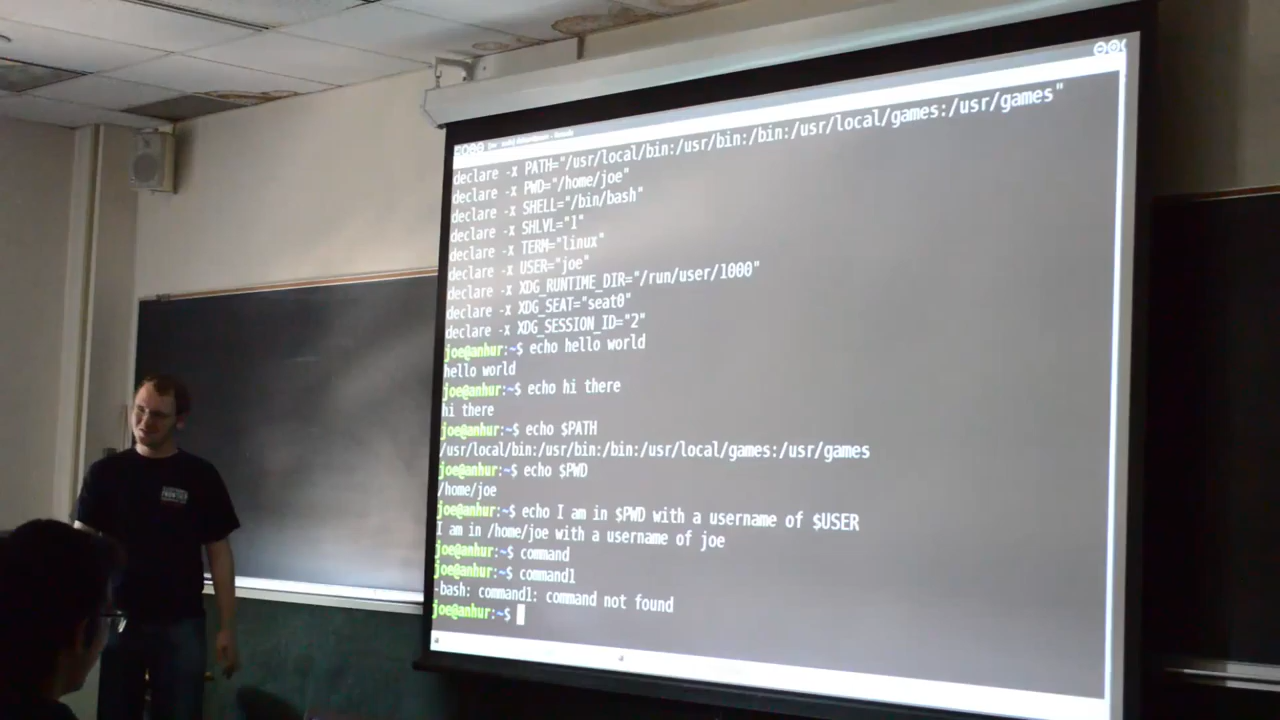 declare -x PATH="/usr/local/bin:/usr/bin:/bin:/usr/local/games:/usr/games"
declare -x PWD="/home/joe"
declare -x SHELL="/bin/bash"
declare -x SHLVL="1"
declare -x TERM="linux"
declare -x USER="joe"
declare -x XDG_RUNTIME_DIR="/run/user/1000"
declare -x XDG_SEAT="seat0"
declare -x XDG_SESSION_ID="2"
joe@anhur:~$ echo hello world
hello world
joe@anhur:~$ echo hi there
hi there
joe@anhur:~$ echo $PATH
/usr/local/bin:/usr/bin:/bin:/usr/local/games:/usr/games
joe@anhur:~$ echo $PWD
/home/joe
joe@anhur:~$ echo I am in $PWD with a username of $USER
I am in /home/joe with a username of joe
joe@anhur:~$ command
joe@anhur:~$ command1
-bash: command1: command not found
joe@anhur:~$